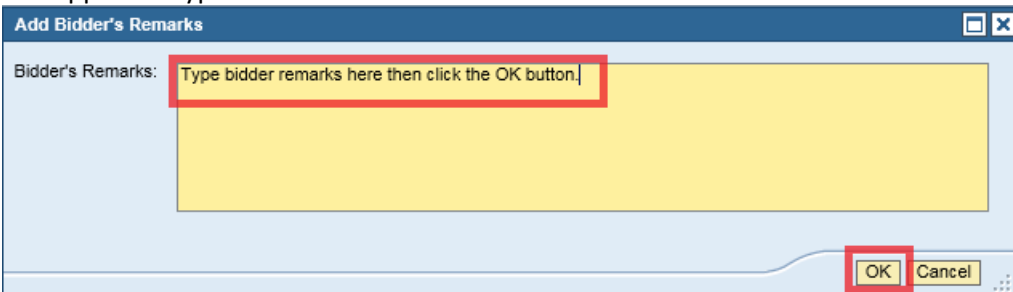 Add Bidder's Remarks
Bidder's Remarks: Type bidder remarks here then click the OK button.
OK Cancel